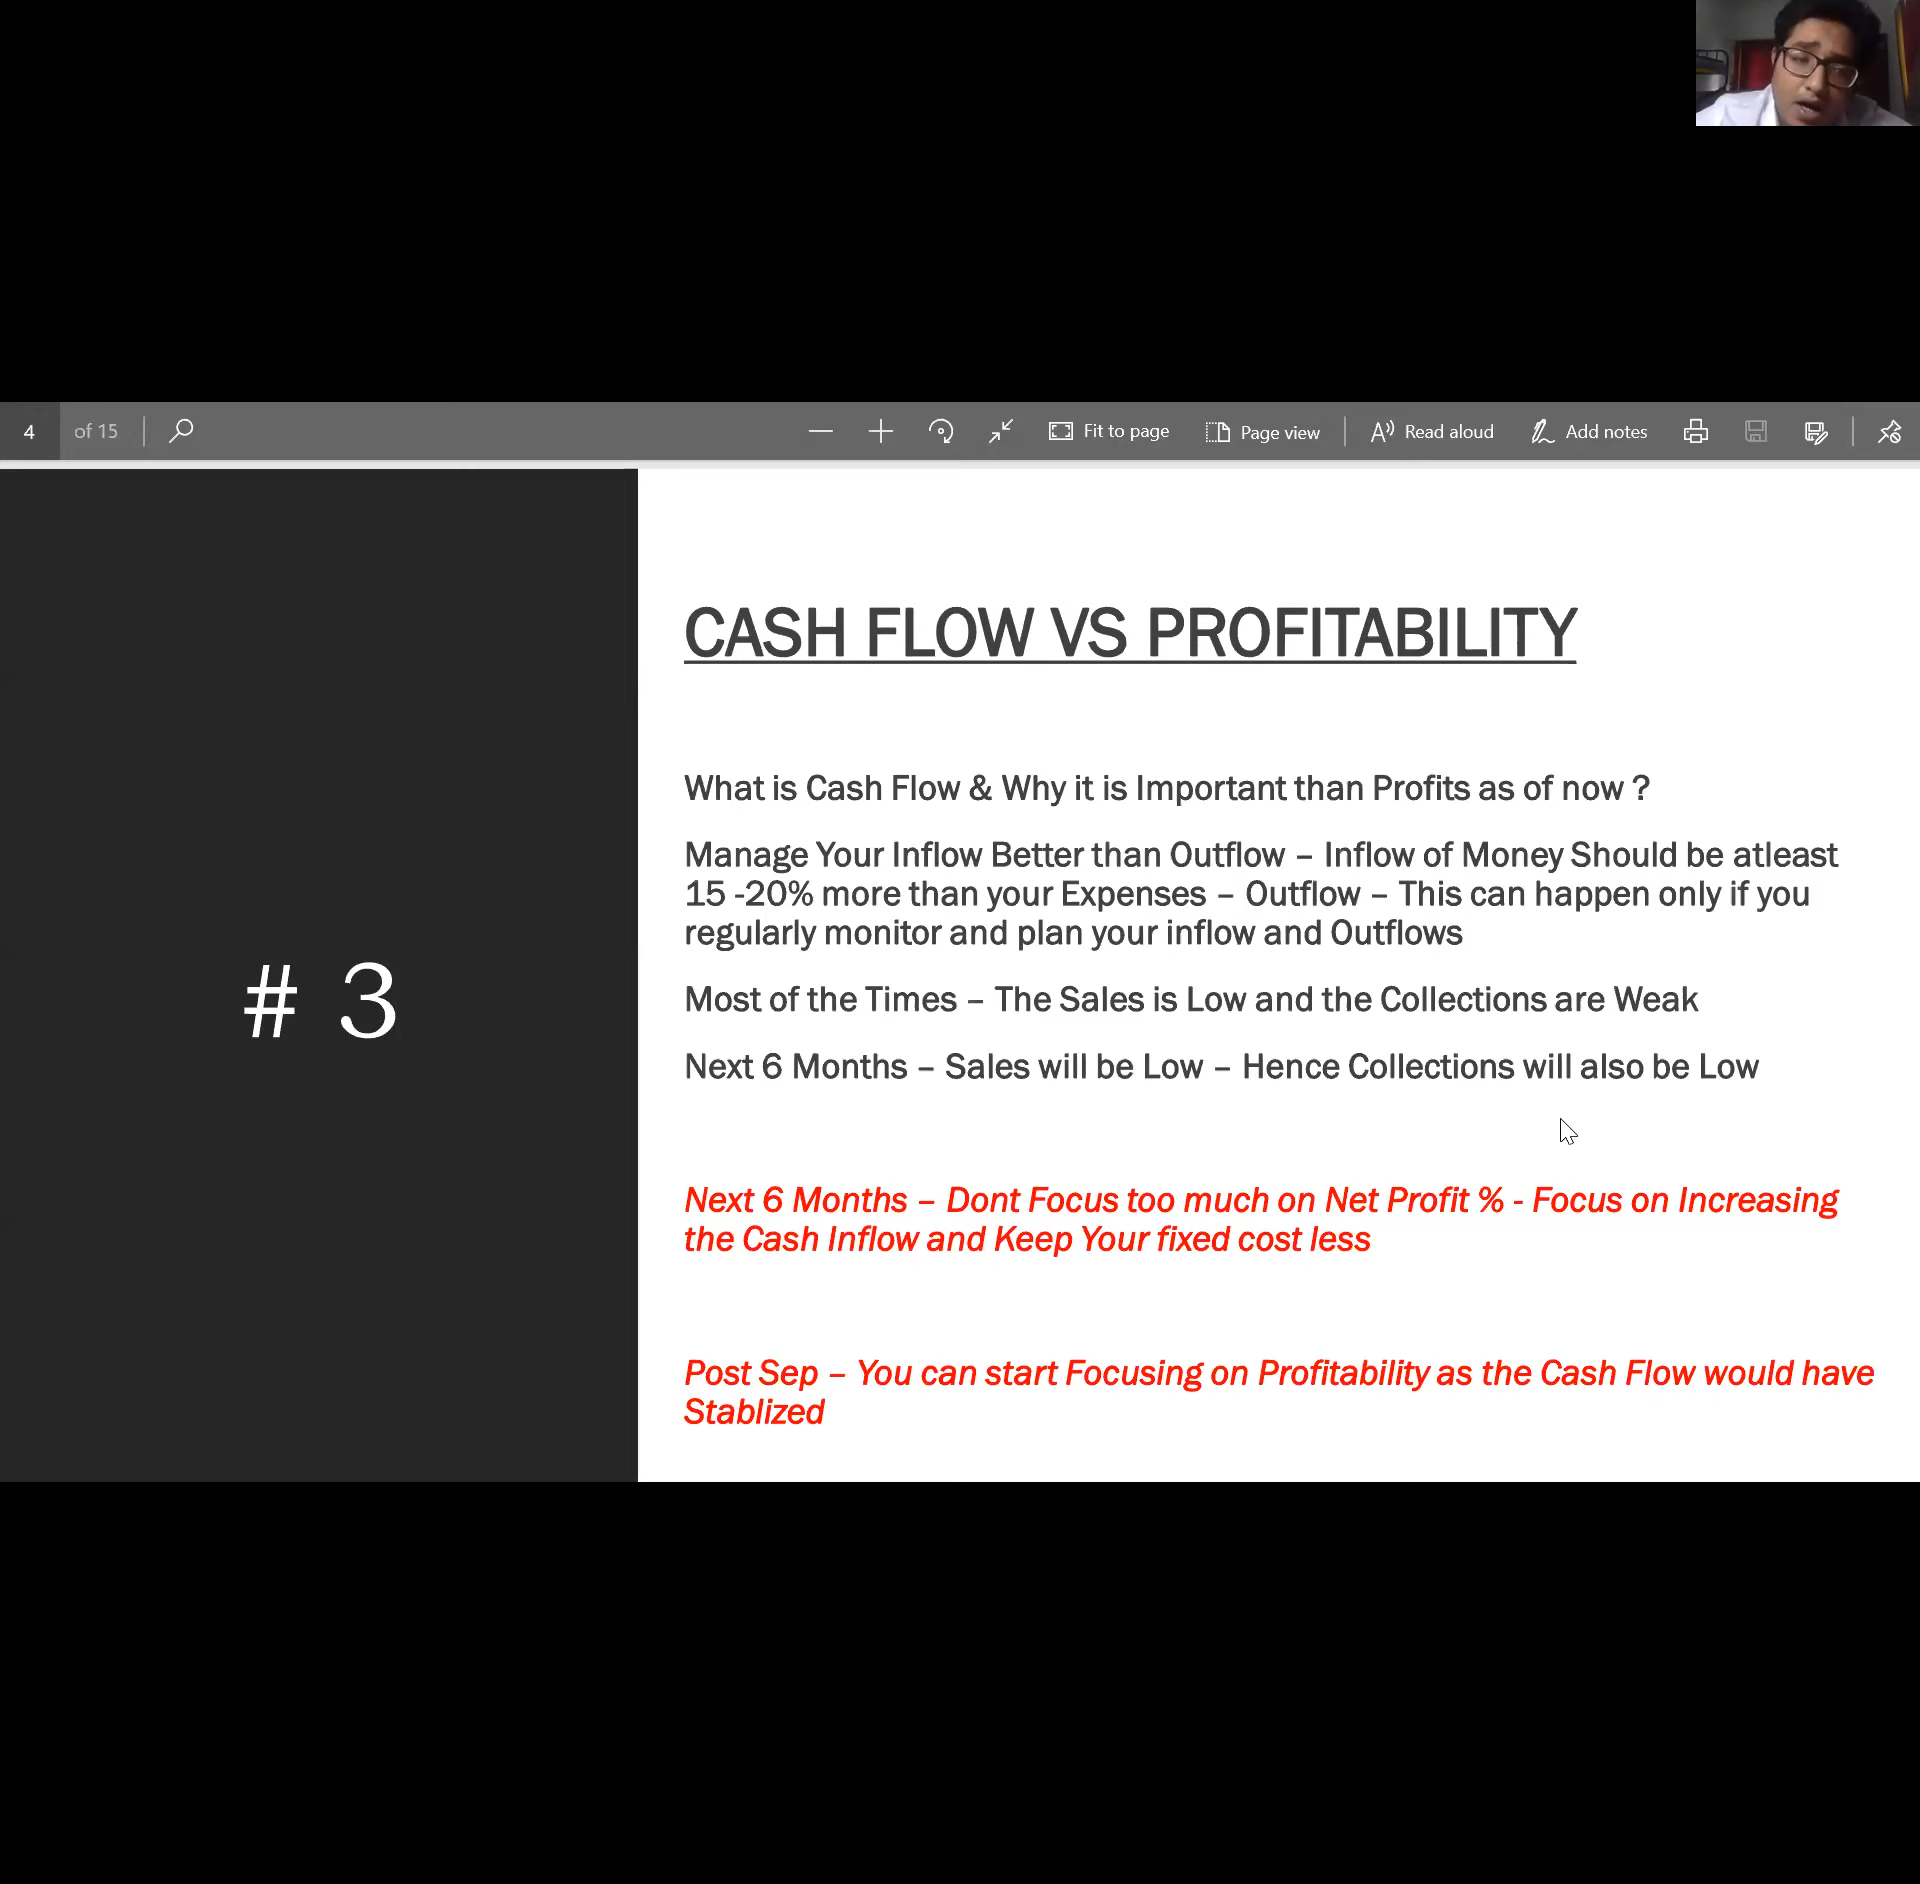 4 of 15 Fit to page Page view Read aloud Add notes
# 3
CASH FLOW VS PROFITABILITY
What is Cash Flow & Why it is Important than Profits as of now ?
Manage Your Inflow Better than Outflow – Inflow of Money Should be atleast
15 -20% more than your Expenses – Outflow – This can happen only if you
regularly monitor and plan your inflow and Outflows
Most of the Times – The Sales is Low and the Collections are Weak
Next 6 Months – Sales will be Low – Hence Collections will also be Low
Next 6 Months – Dont Focus too much on Net Profit % - Focus on Increasing
the Cash Inflow and Keep Your fixed cost less
Post Sep – You can start Focusing on Profitability as the Cash Flow would have
Stablized